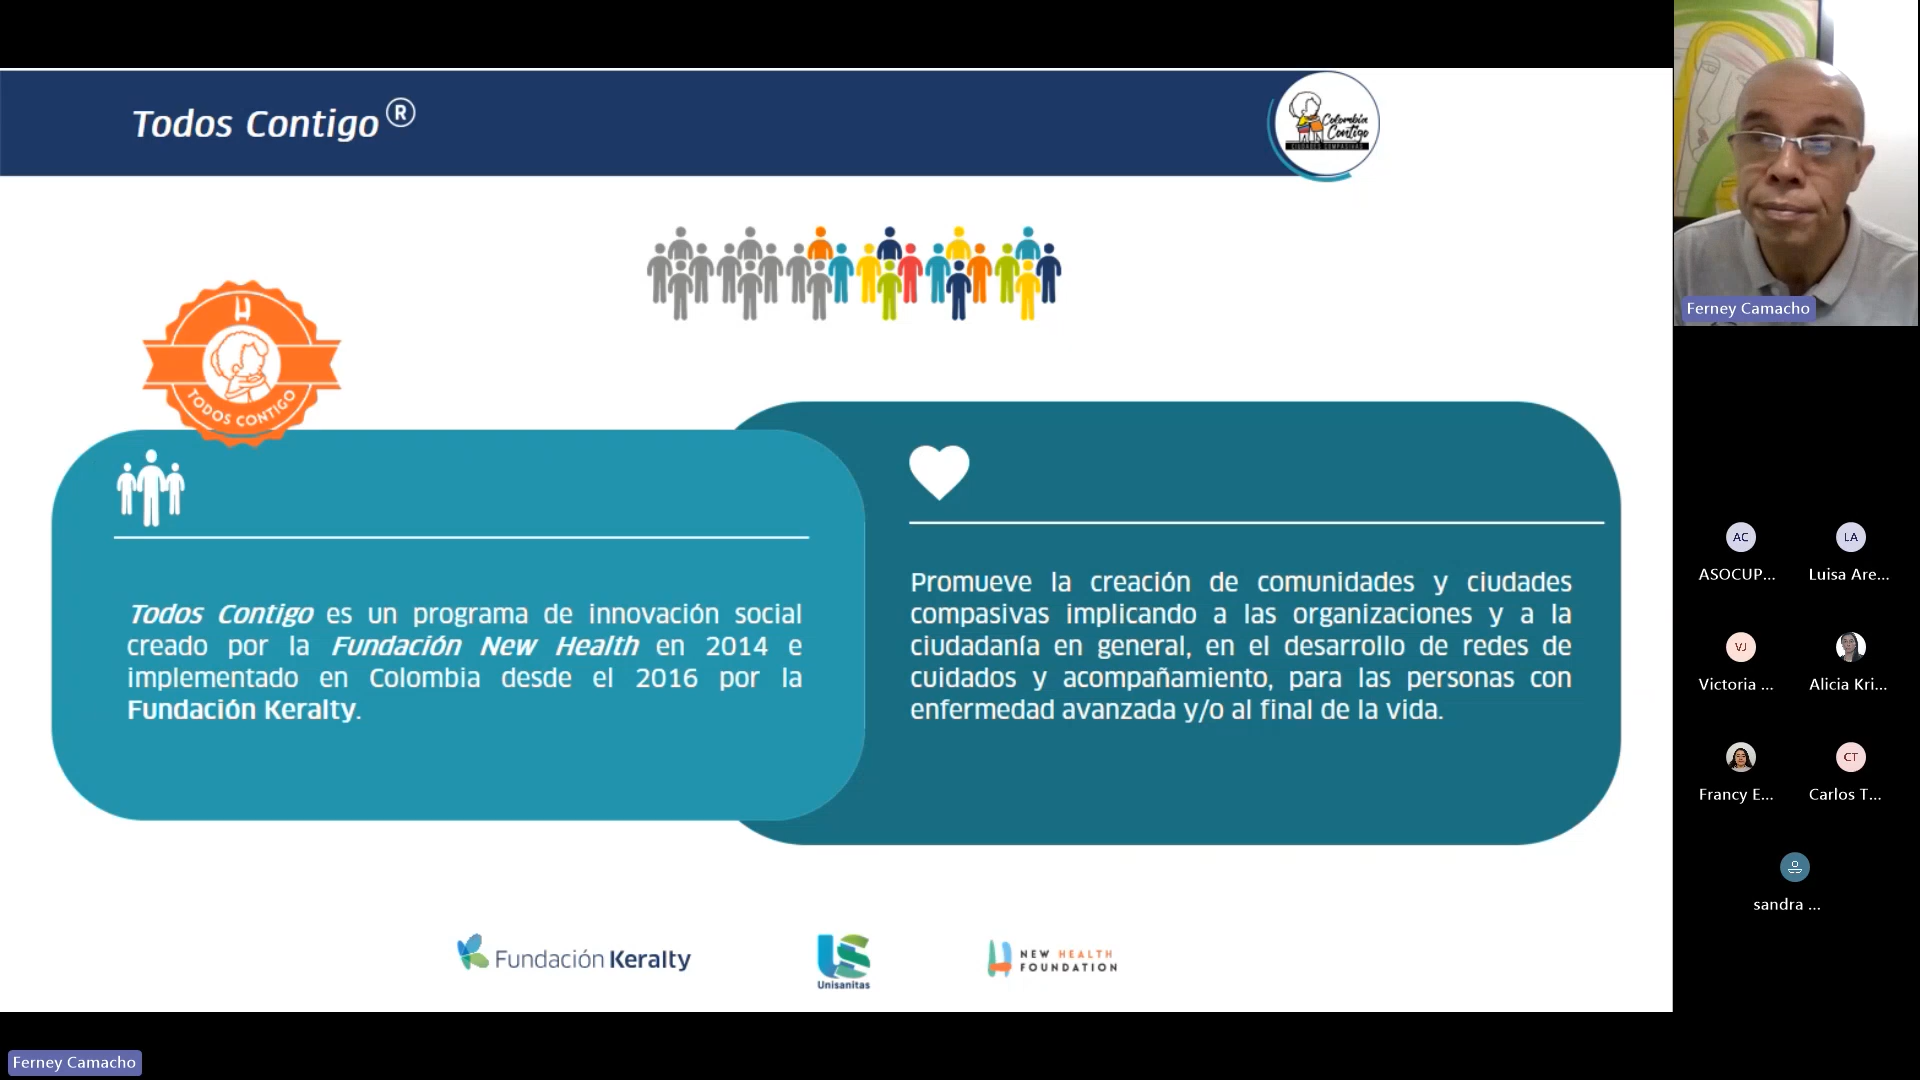 Todos Contigo®
Colombia
Contigo
CIUDADES COMPASIVAS
Ferney Camacho
TODOS CONTIGO
Todos Contigo es un programa de innovación social
creado por la Fundación New Health en 2014 e
implementado en Colombia desde el 2016 por la
Fundación Keralty.
Promueve la creación de comunidades y ciudades
compasivas implicando a las organizaciones y a la
ciudadanía en general, en el desarrollo de redes de
cuidados y acompañamiento, para las personas con
enfermedad avanzada y/o al final de la vida.
AC
LA
ASOCUP...
Luisa Are...
VJ
Victoria ...
Alicia Kri...
CT
Francy E...
Carlos T...
sandra ...
Fundación Keralty
Unisanitas
NEW HEALTH
FOUNDATION
Ferney Camacho